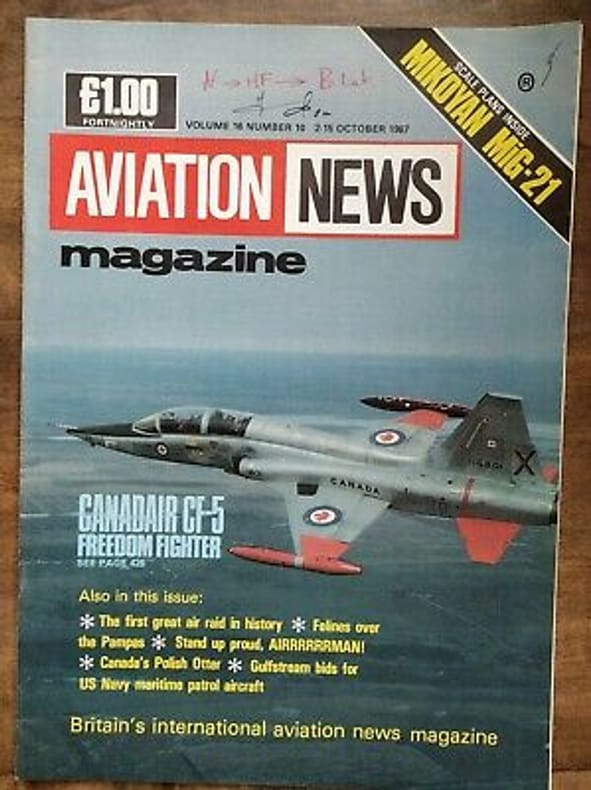 £1.00
FORTNIGHTLY
VOLUME 16 NUMBER 10 2-15 OCTOBER 1987
SCALE PLANS INSIDE
MIKOYAN MiG-21
®
AVIATION NEWS
magazine
X
CANADA
CANADAIR CF-5
FREEDOM FIGHTER
SEE PAGE
Also in this issue:
* The first great air raid in history * Felines over
the Pampas * Stand up proud, AIRRRRRRMAN!
* Canada's Polish Otter * Gulfstream bids for
US Navy maritime patrol aircraft
Britain's international aviation news magazine